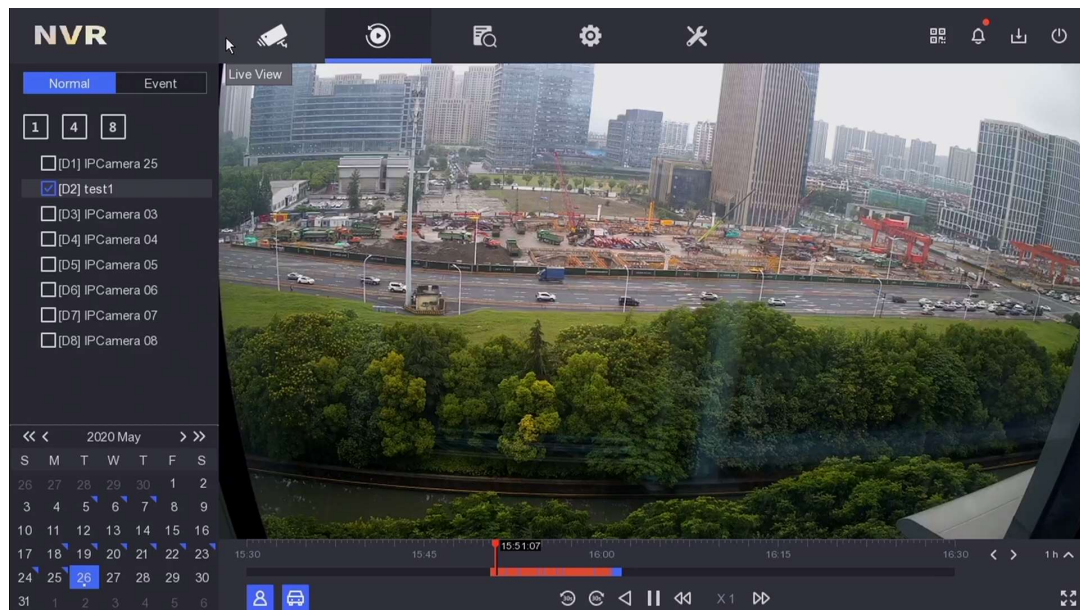 NVR
Live View
Normal Event
1 4 8
[D1] IPCamera 25
[D2] test1
[D3] IPCamera 03
[D4] IPCamera 04
[D5] IPCamera 05
[D6] IPCamera 06
[D7] IPCamera 07
[D8] IPCamera 08
2020 May
S M T W T F S
26 27 28 29 30 1 2
3 4 5 6 7 8 9
10 11 12 13 14 15 16
17 18 19 20 21 22 23
24 25 26 27 28 29 30
31 1 2 3 4 5 6
15:51:07
15:30 15:45 16:00 16:15 16:30 1 h
30s 30s X 1